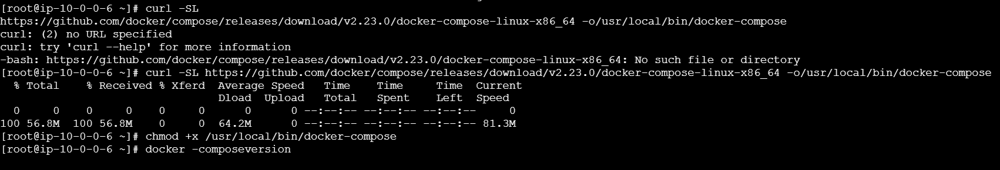 [root@ip-10-0-0-6 ~]# curl -SL
https://github.com/docker/compose/releases/download/v2.23.0/docker-compose-linux-x86_64 -o/usr/local/bin/docker-compose
curl: (2) no URL specified
curl: try 'curl --help' for more information
-bash: https://github.com/docker/compose/releases/download/v2.23.0/docker-compose-linux-x86_64: No such file or directory
[root@ip-10-0-0-6 ~]# curl -SL https://github.com/docker/compose/releases/download/v2.23.0/docker-compose-linux-x86_64 -o/usr/local/bin/docker-compose
  % Total    % Received % Xferd  Average Speed   Time    Time     Time  Current
                                 Dload  Upload   Total   Spent    Left  Speed
  0     0    0     0    0     0      0      0 --:--:-- --:--:-- --:--:--     0
100 56.8M  100 56.8M    0     0  64.2M      0 --:--:-- --:--:-- --:--:-- 81.3M
[root@ip-10-0-0-6 ~]# chmod +x /usr/local/bin/docker-compose
[root@ip-10-0-0-6 ~]# docker -composeversion